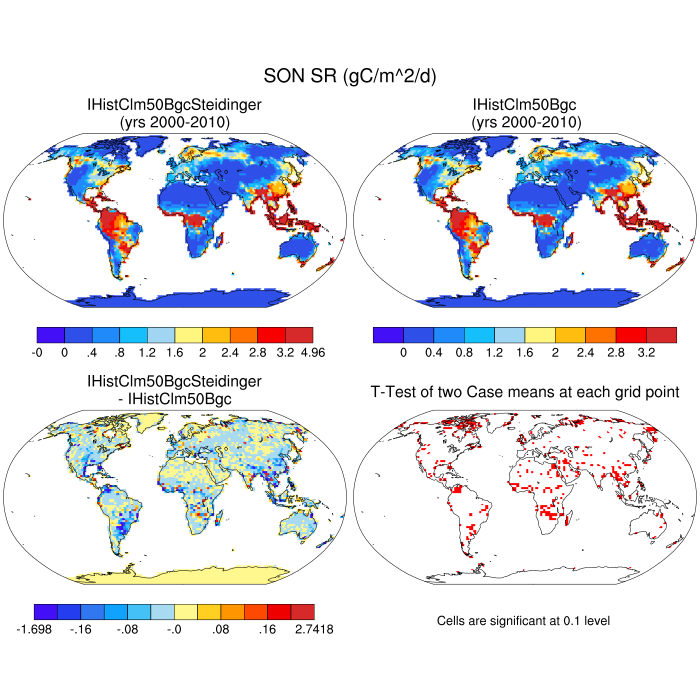 SON SR (gC/m^2/d)
IHistClm50BgcSteidinger
(yrs 2000-2010)
IHistClm50Bgc
(yrs 2000-2010)
-0 0 .4 .8 1.2 1.6 2 2.4 2.8 3.2 4.96
0 0.4 0.8 1.2 1.6 2 2.4 2.8 3.2
IHistClm50BgcSteidinger
- IHistClm50Bgc
T-Test of two Case means at each grid point
-1.698 -.16 -.08 -.0 .08 .16 2.7418
Cells are significant at 0.1 level